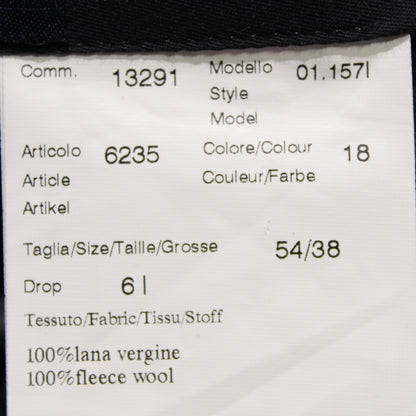 Comm. 13291 Modello 01.157l
Style
Model
Articolo 6235 Colore/Colour 18
Article Couleur/Farbe
Artikel
Taglia/Size/Taille/Grosse 54/38
Drop 6 l
Tessuto/Fabric/Tissu/Stoff
100%lana vergine
100%fleece wool